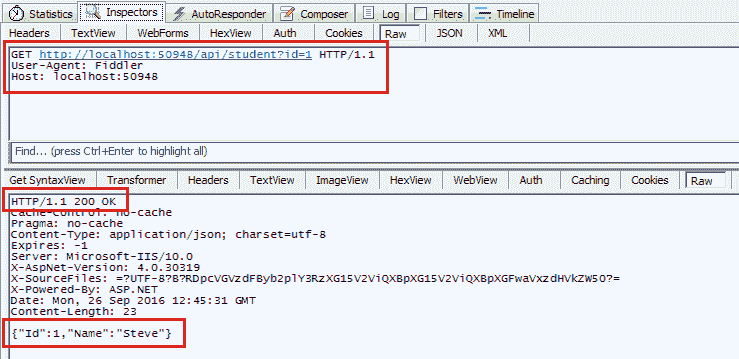 Statistics Inspectors AutoResponder Composer Log Filters Timeline
Headers TextView WebForms HexView Auth Cookies Raw JSON XML
GET http://localhost:50948/api/student?id=1 HTTP/1.1
User-Agent: Fiddler
Host: localhost:50948
Find... (press Ctrl+Enter to highlight all)
Get SyntaxView Transformer Headers TextView ImageView HexView WebView Auth Caching Cookies Raw
HTTP/1.1 200 OK
Cache-Control: no-cache
Pragma: no-cache
Content-Type: application/json; charset=utf-8
Expires: -1
Server: Microsoft-IIS/10.0
X-AspNet-Version: 4.0.30319
X-SourceFiles: =?UTF-8?B?RDpcVGVzdFByb2plY3RzXG15V2ViQXBpXG15V2ViQXBpXGFwaVxzdHVkZW50?=
X-Powered-By: ASP.NET
Date: Mon, 26 Sep 2016 12:45:31 GMT
Content-Length: 23
{"Id":1,"Name":"Steve"}